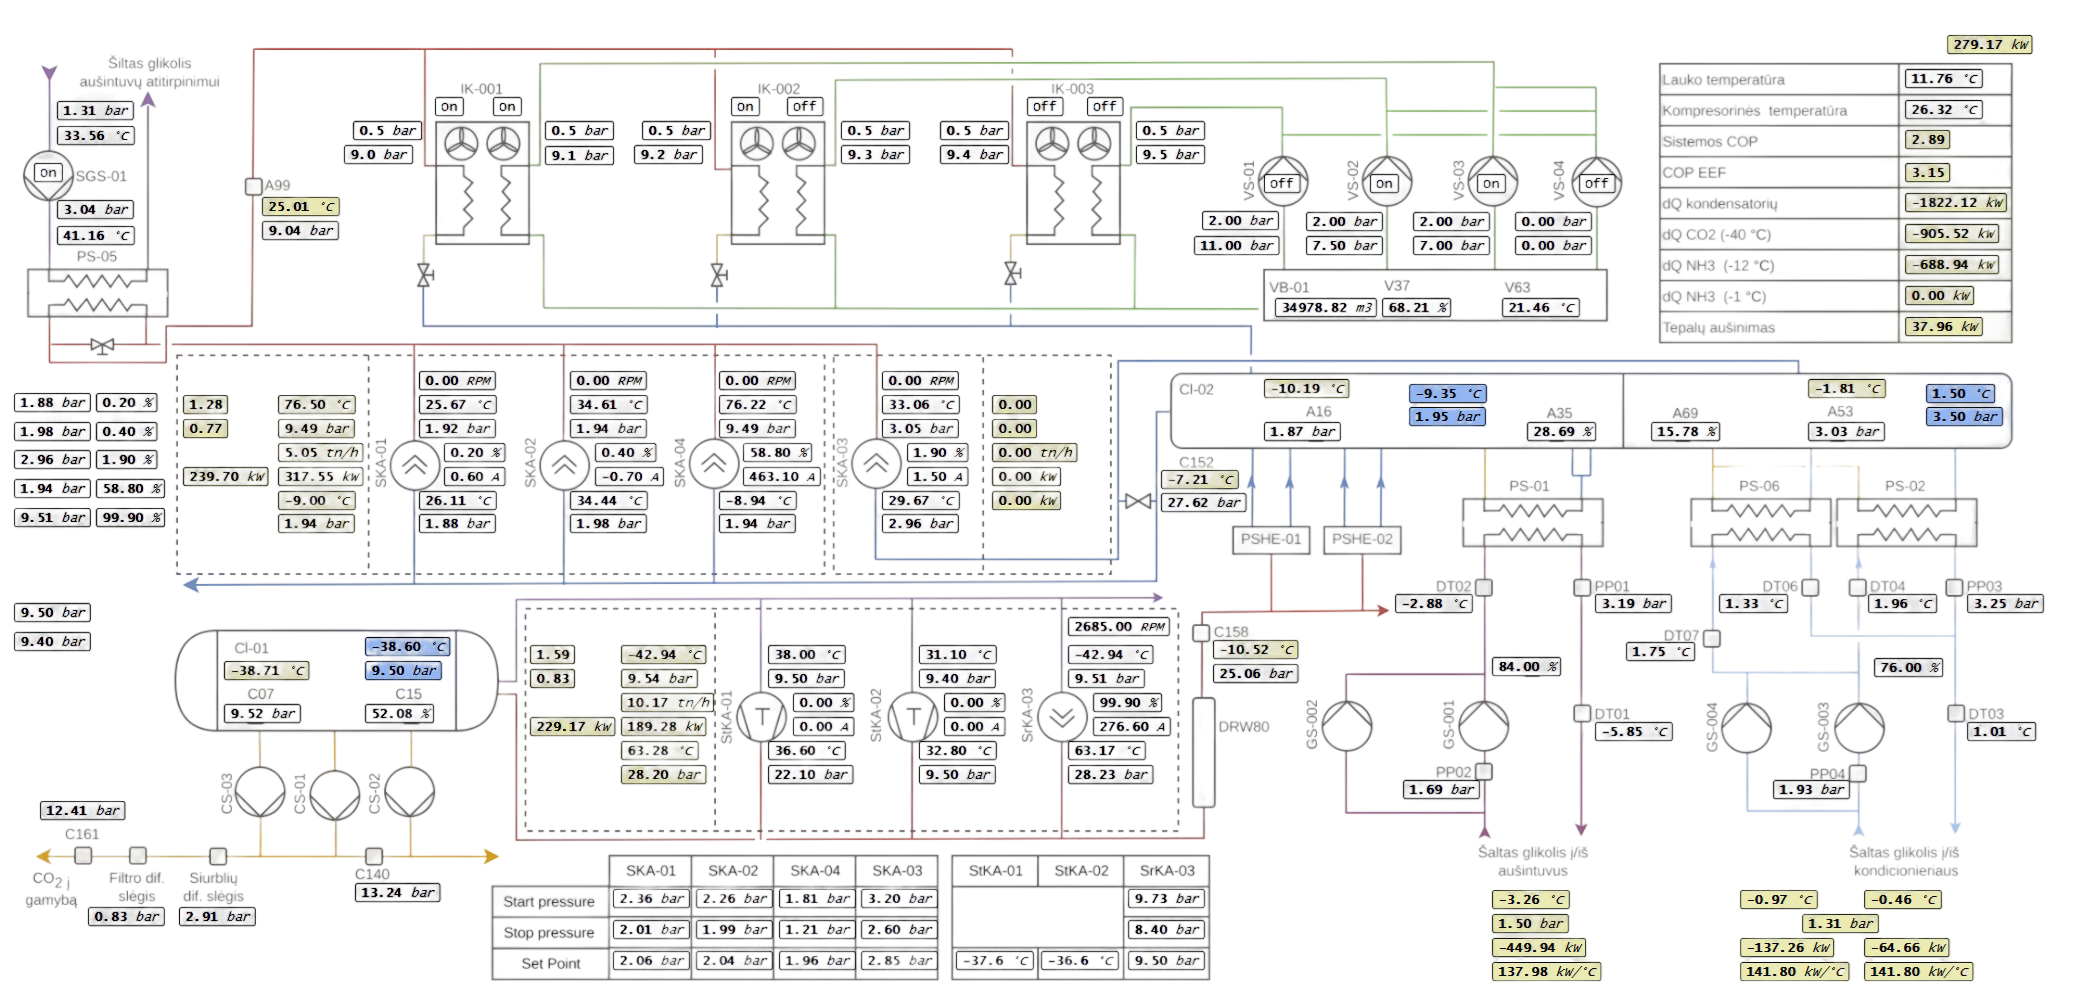 279.17 kW
Šiltas glikolis
aušintuvų atitirpinimui
1.31 bar
33.56 °C
On
SGS-01
3.04 bar
41.16 °C
PS-05
A99
25.01 °C
9.04 bar
IK-001
On On
0.5 bar
9.0 bar
0.5 bar
9.1 bar
IK-002
On Off
0.5 bar
9.2 bar
0.5 bar
9.3 bar
IK-003
Off Off
0.5 bar
9.4 bar
0.5 bar
9.5 bar
VS-01
Off
2.00 bar
11.00 bar
VS-02
On
2.00 bar
7.50 bar
VS-03
On
2.00 bar
7.00 bar
VS-04
Off
0.00 bar
0.00 bar
VB-01 V37 V63
34978.82 m3 68.21 % 21.46 °C
Lauko temperatūra 11.76 °C
Kompresorinės temperatūra 26.32 °C
Sistemos COP 2.89
COP EEF 3.15
dQ kondensatorių -1822.12 kW
dQ CO2 (-40 °C) -905.52 kW
dQ NH3 (-12 °C) -688.94 kW
dQ NH3 (-1 °C) 0.00 kW
Tepalų aušinimas 37.96 kW
1.88 bar 0.20 %
1.98 bar 0.40 %
2.96 bar 1.90 %
1.94 bar 58.80 %
9.51 bar 99.90 %
9.50 bar
9.40 bar
1.28
0.77
239.70 kW
76.50 °C
9.49 bar
5.05 tn/h
317.55 kW
-9.00 °C
1.94 bar
SKA-01
0.00 RPM
25.67 °C
1.92 bar
0.20 %
0.60 A
26.11 °C
1.88 bar
SKA-02
0.00 RPM
34.61 °C
1.94 bar
0.40 %
-0.70 A
34.44 °C
1.98 bar
SKA-04
0.00 RPM
76.22 °C
9.49 bar
58.80 %
463.10 A
-8.94 °C
1.94 bar
SKA-03
0.00 RPM
33.06 °C
3.05 bar
1.90 %
1.50 A
29.67 °C
2.96 bar
0.00
0.00
0.00 tn/h
0.00 kW
0.00 kW
CI-02
-10.19 °C
A16
1.87 bar
-9.35 °C
1.95 bar
A35
28.69 %
A69
15.78 %
-1.81 °C
A53
3.03 bar
1.50 °C
3.50 bar
C152
-7.21 °C
27.62 bar
PSHE-01
PSHE-02
PS-01
PS-06
PS-02
DT02
-2.88 °C
PP01
3.19 bar
DT06
1.33 °C
DT04
1.96 °C
PP03
3.25 bar
DT07
1.75 °C
84.00 %
76.00 %
GS-002
GS-001
GS-004
GS-003
DT01
-5.85 °C
DT03
1.01 °C
PP02
1.69 bar
PP04
1.93 bar
Šaltas glikolis į/iš
aušintuvus
-3.26 °C
1.50 bar
-449.94 kW
137.98 kW/°C
Šaltas glikolis į/iš
kondicionieriaus
-0.97 °C -0.46 °C
1.31 bar
-137.26 kW -64.66 kW
141.80 kW/°C 141.80 kW/°C
CI-01
-38.71 °C
C07
9.52 bar
-38.60 °C
9.50 bar
C15
52.08 %
CS-03
CS-01
CS-02
12.41 bar
C161
CO2 į
gamybą
Filtro dif.
slėgis
0.83 bar
Siurblių
dif. slėgis
2.91 bar
C140
13.24 bar
1.59
0.83
229.17 kW
-42.94 °C
9.54 bar
10.17 tn/h
189.28 kW
63.28 °C
28.20 bar
StKA-01
38.00 °C
9.50 bar
0.00 %
0.00 A
36.60 °C
22.10 bar
StKA-02
31.10 °C
9.40 bar
0.00 %
0.00 A
32.80 °C
9.50 bar
SrKA-03
2685.00 RPM
-42.94 °C
9.51 bar
99.90 %
276.60 A
63.17 °C
28.23 bar
C158
-10.52 °C
25.06 bar
DRW80
SKA-01 SKA-02 SKA-04 SKA-03
Start pressure 2.36 bar 2.26 bar 1.81 bar 3.20 bar
Stop pressure 2.01 bar 1.99 bar 1.21 bar 2.60 bar
Set Point 2.06 bar 2.04 bar 1.96 bar 2.85 bar
StKA-01 StKA-02 SrKA-03
9.73 bar
8.40 bar
-37.6 °C -36.6 °C 9.50 bar